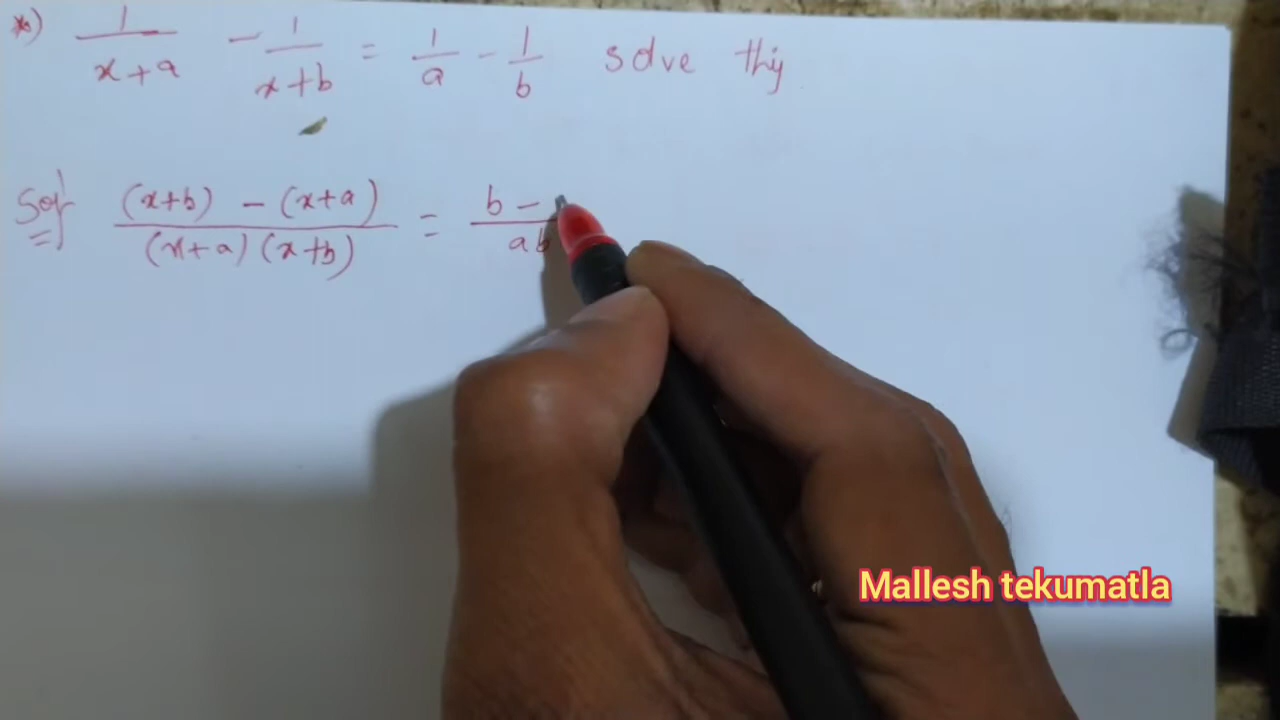 *) 1/(x+a) - 1/(x+b) = 1/a - 1/b solve this
Sol (x+b) - (x+a) / (x+a) (x+b) = b - / ab
Mallesh tekumatla